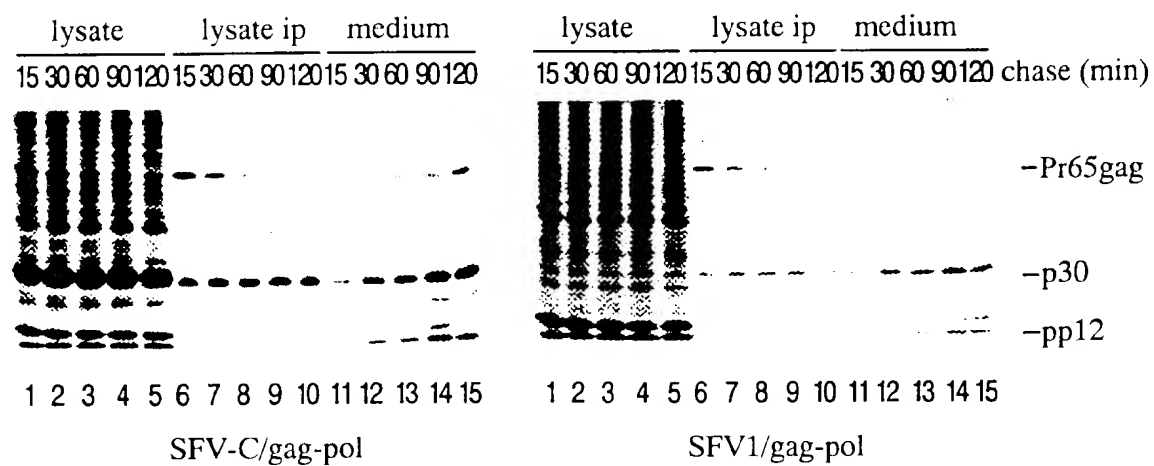 lysate lysate ip medium lysate lysate ip medium
15 30 60 90 120 15 30 60 90 120 15 30 60 90 120 15 30 60 90 120 15 30 60 90 120 15 30 60 90 120 chase (min)
-Pr65gag
-p30
-pp12
1 2 3 4 5 6 7 8 9 10 11 12 13 14 15 1 2 3 4 5 6 7 8 9 10 11 12 13 14 15
SFV-C/gag-pol SFV1/gag-pol